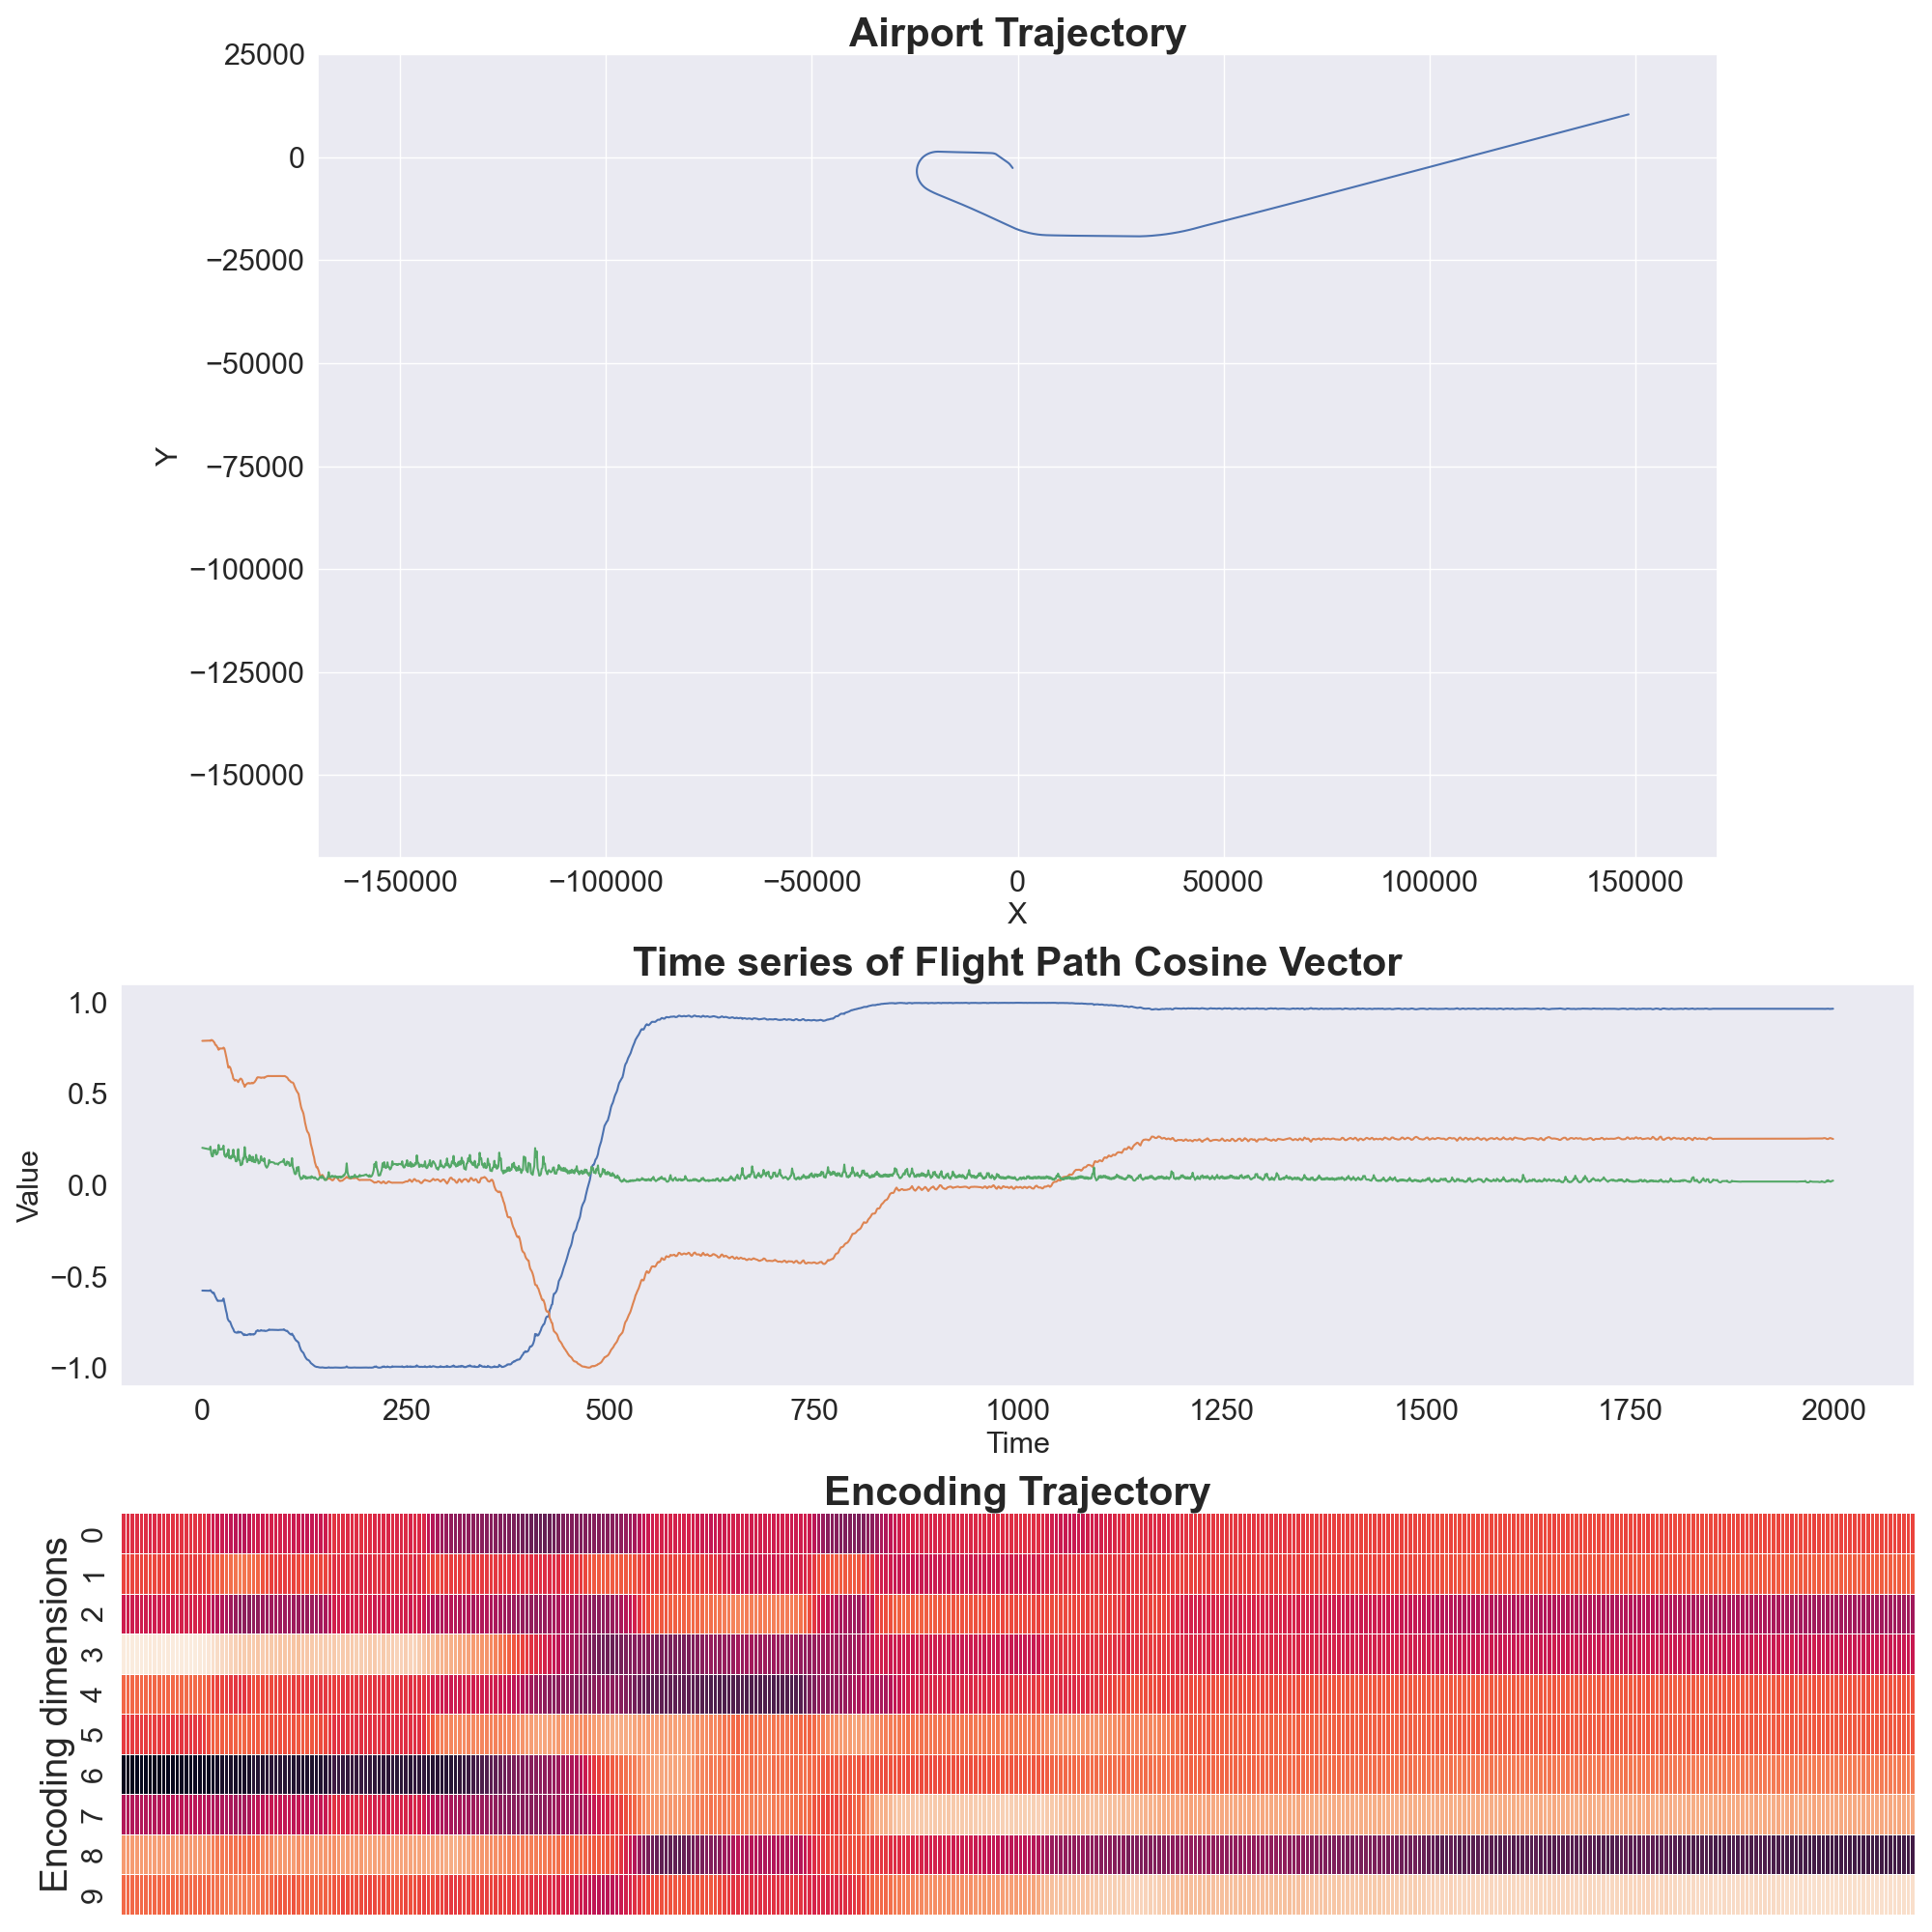 Airport Trajectory
25000
0
−25000
−50000
−75000
−100000
−125000
−150000
Y
−150000 −100000 −50000 0 50000 100000 150000
X
Time series of Flight Path Cosine Vector
1.0
0.5
0.0
−0.5
−1.0
Value
0 250 500 750 1000 1250 1500 1750 2000
Time
Encoding Trajectory
Encoding dimensions
0
1
2
3
4
5
6
7
8
9